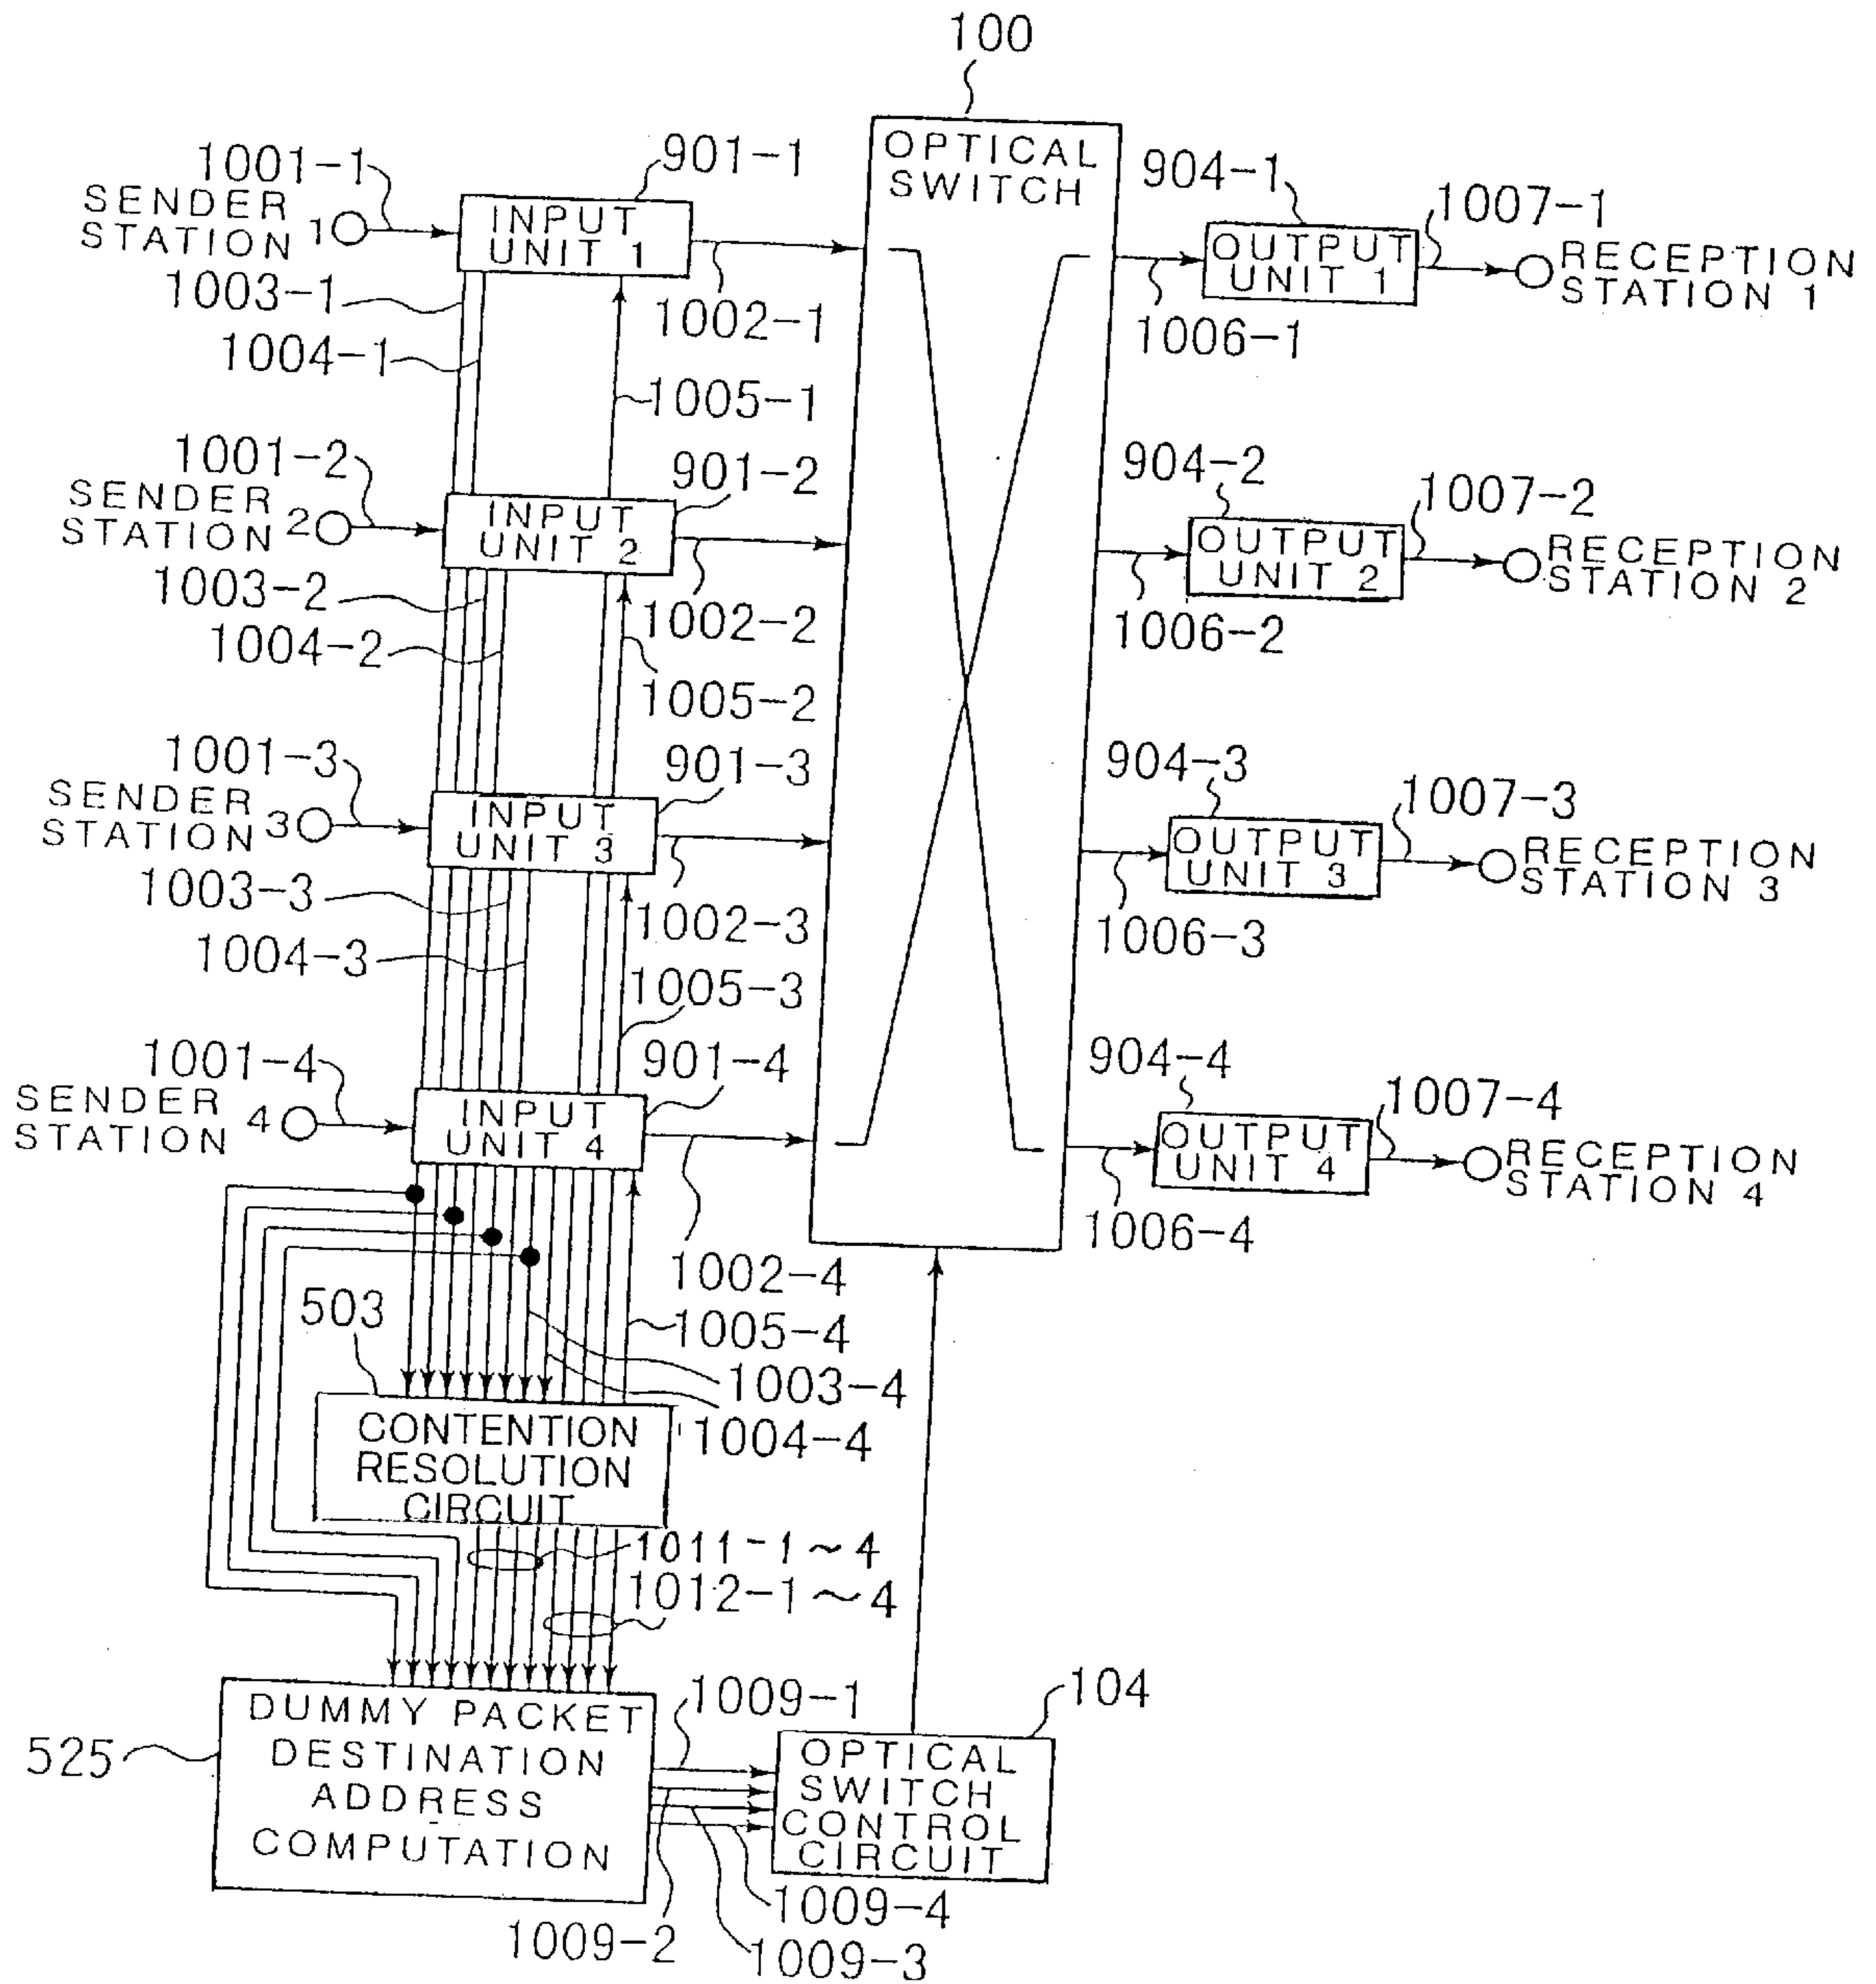 100
OPTICAL
SWITCH
1001-1
901-1
904-1
1007-1
SENDER
STATION 1
INPUT
UNIT 1
OUTPUT
UNIT 1
RECEPTION
STATION 1
1003-1
1002-1
1006-1
1004-1
1005-1
1001-2
901-2
904-2
1007-2
SENDER
STATION 2
INPUT
UNIT 2
OUTPUT
UNIT 2
RECEPTION
STATION 2
1003-2
1002-2
1006-2
1004-2
1005-2
1001-3
901-3
904-3
1007-3
SENDER
STATION 3
INPUT
UNIT 3
OUTPUT
UNIT 3
RECEPTION
STATION 3
1003-3
1002-3
1006-3
1004-3
1005-3
1001-4
901-4
904-4
1007-4
SENDER
STATION 4
INPUT
UNIT 4
OUTPUT
UNIT 4
RECEPTION
STATION 4
1002-4
1006-4
503
1005-4
1003-4
1004-4
CONTENTION
RESOLUTION
CIRCUIT
1011-1~4
1012-1~4
525
DUMMY PACKET
DESTINATION
ADDRESS
COMPUTATION
1009-1
104
OPTICAL
SWITCH
CONTROL
CIRCUIT
1009-4
1009-2
1009-3